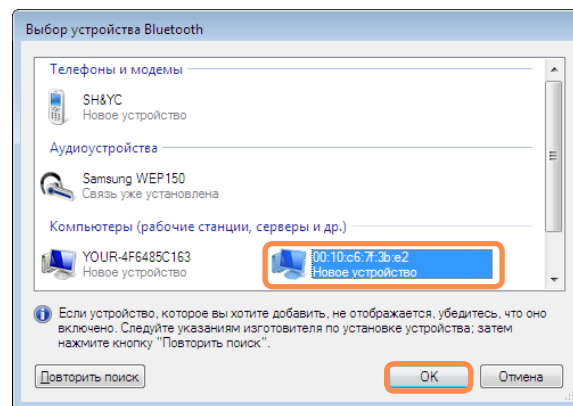 Выбор устройства Bluetooth
Телефоны и модемы
SH&YC
Новое устройство
Аудиоустройства
Samsung WEP150
Связь уже установлена
Компьютеры (рабочие станции, серверы и др.)
YOUR-4F6485C163
Новое устройство
00:10:c6:7f:3b:e2
Новое устройство
Если устройство, которое вы хотите добавить, не отображается, убедитесь, что оно
включено. Следуйте указаниям изготовителя по установке устройства; затем
нажмите кнопку "Повторить поиск".
Повторить поиск
OK
Отмена